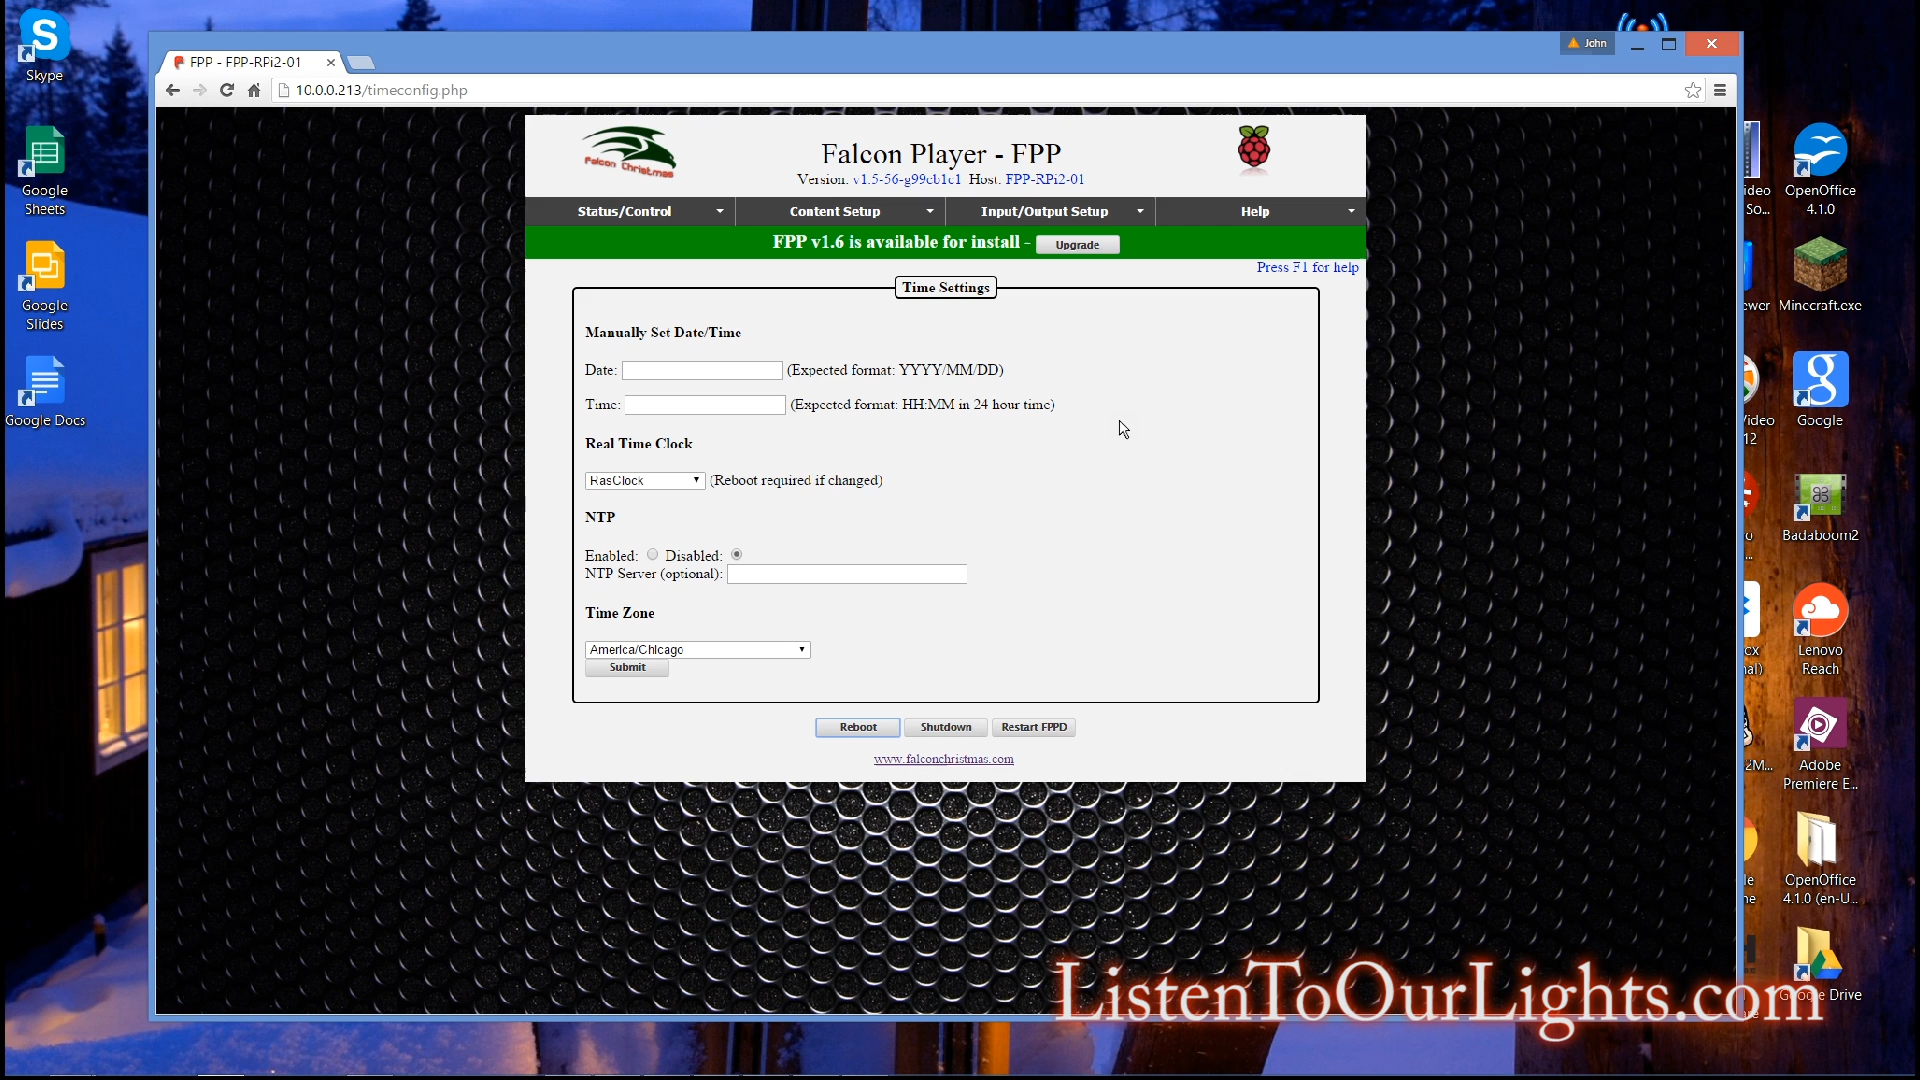 Skype
Google
Sheets
Google
Slides
Google Docs
FPP - FPP-RPi2-01
John
10.0.0.213/timeconfig.php
Falcon Christmas
Falcon Player - FPP
Version: v1.5-56-g99cb1c1 Host: FPP-RPi2-01
Status/Control
Content Setup
Input/Output Setup
Help
FPP v1.6 is available for install - Upgrade
Press F1 for help
Time Settings
Manually Set Date/Time
Date: (Expected format: YYYY/MM/DD)
Time: (Expected format: HH:MM in 24 hour time)
Real Time Clock
RasClock (Reboot required if changed)
NTP
Enabled: Disabled:
NTP Server (optional):
Time Zone
America/Chicago
Submit
Reboot Shutdown Restart FPPD
www.falconchristmas.com
OpenOffice
4.1.0
Minecraft.exe
Google
Badaboom2
Lenovo
Reach
Adobe
Premiere E...
OpenOffice
4.1.0 (en-U...
Google Drive
ListenToOurLights.com